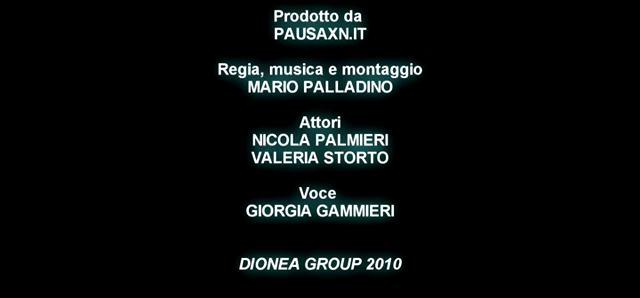 Prodotto da
PAUSAXN.IT
Regia, musica e montaggio
MARIO PALLADINO
Attori
NICOLA PALMIERI
VALERIA STORTO
Voce
GIORGIA GAMMIERI
DIONEA GROUP 2010